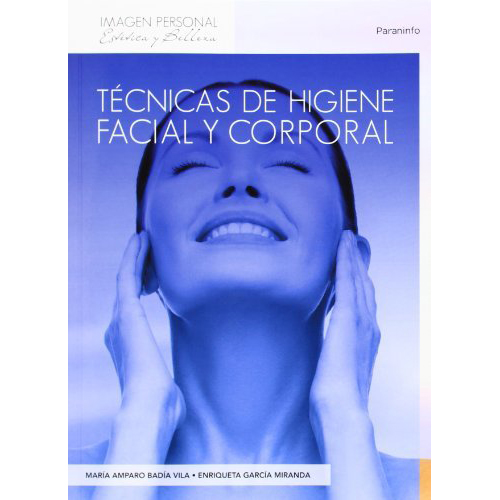 IMAGEN PERSONAL
Estética y Belleza
Paraninfo
TÉCNICAS DE HIGIENE
FACIAL Y CORPORAL
MARÍA AMPARO BADÍA VILA • ENRIQUETA GARCÍA MIRANDA